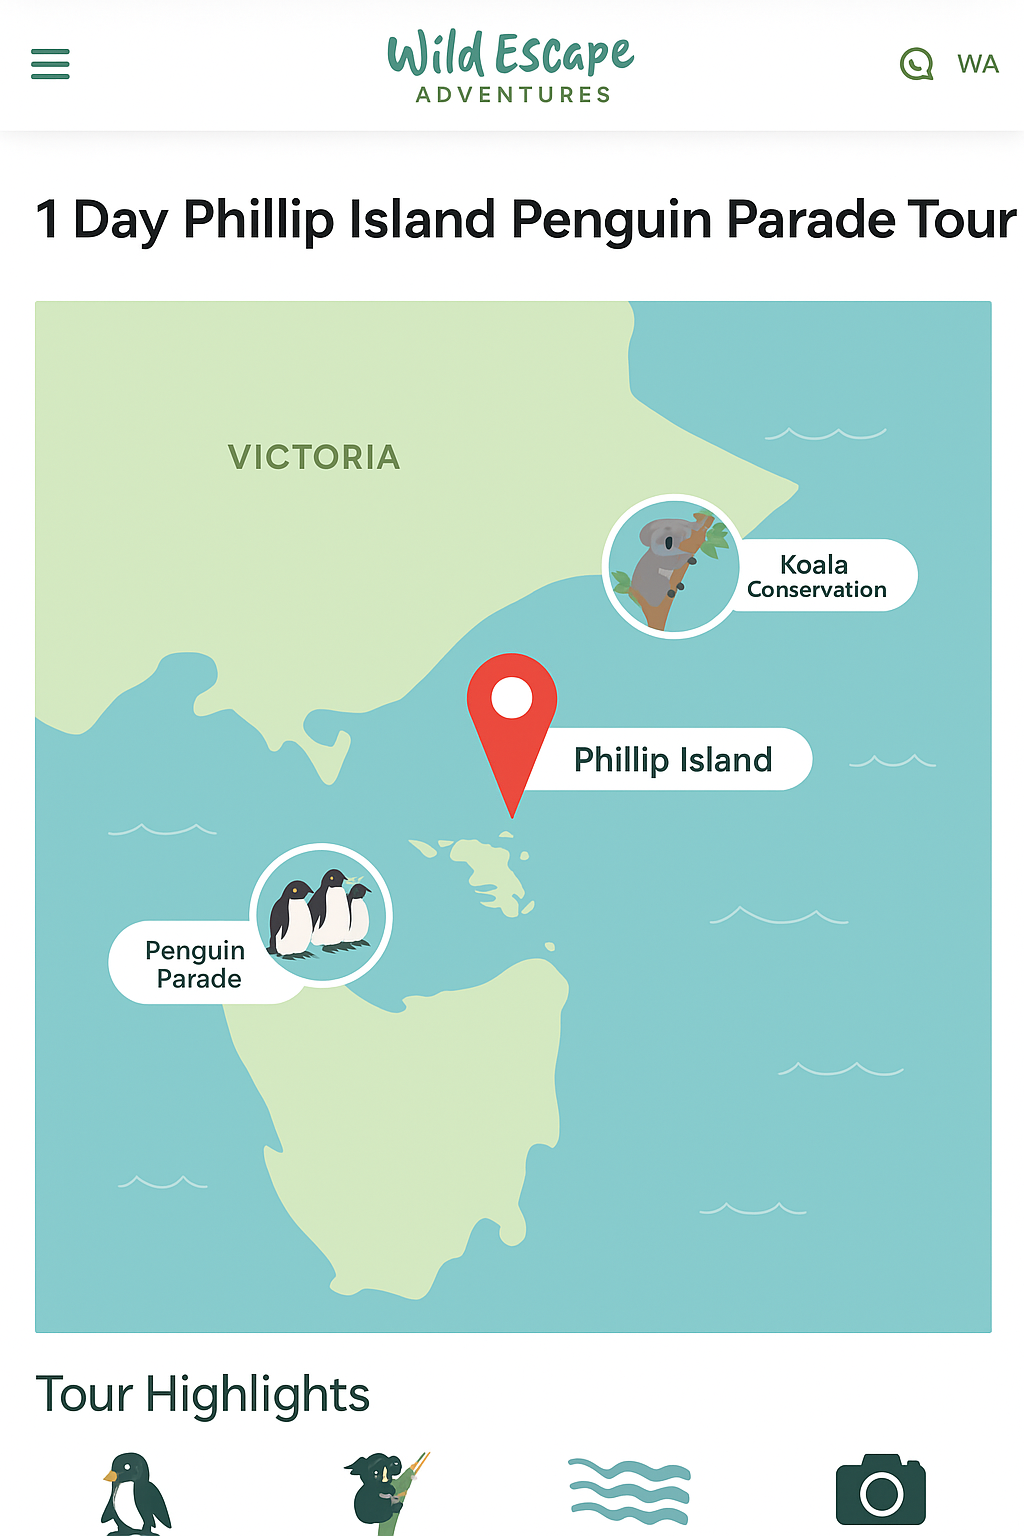 Wild Escape
ADVENTURES
WA
1 Day Phillip Island Penguin Parade Tour
VICTORIA
Koala
Conservation
Phillip Island
Penguin
Parade
Tour Highlights